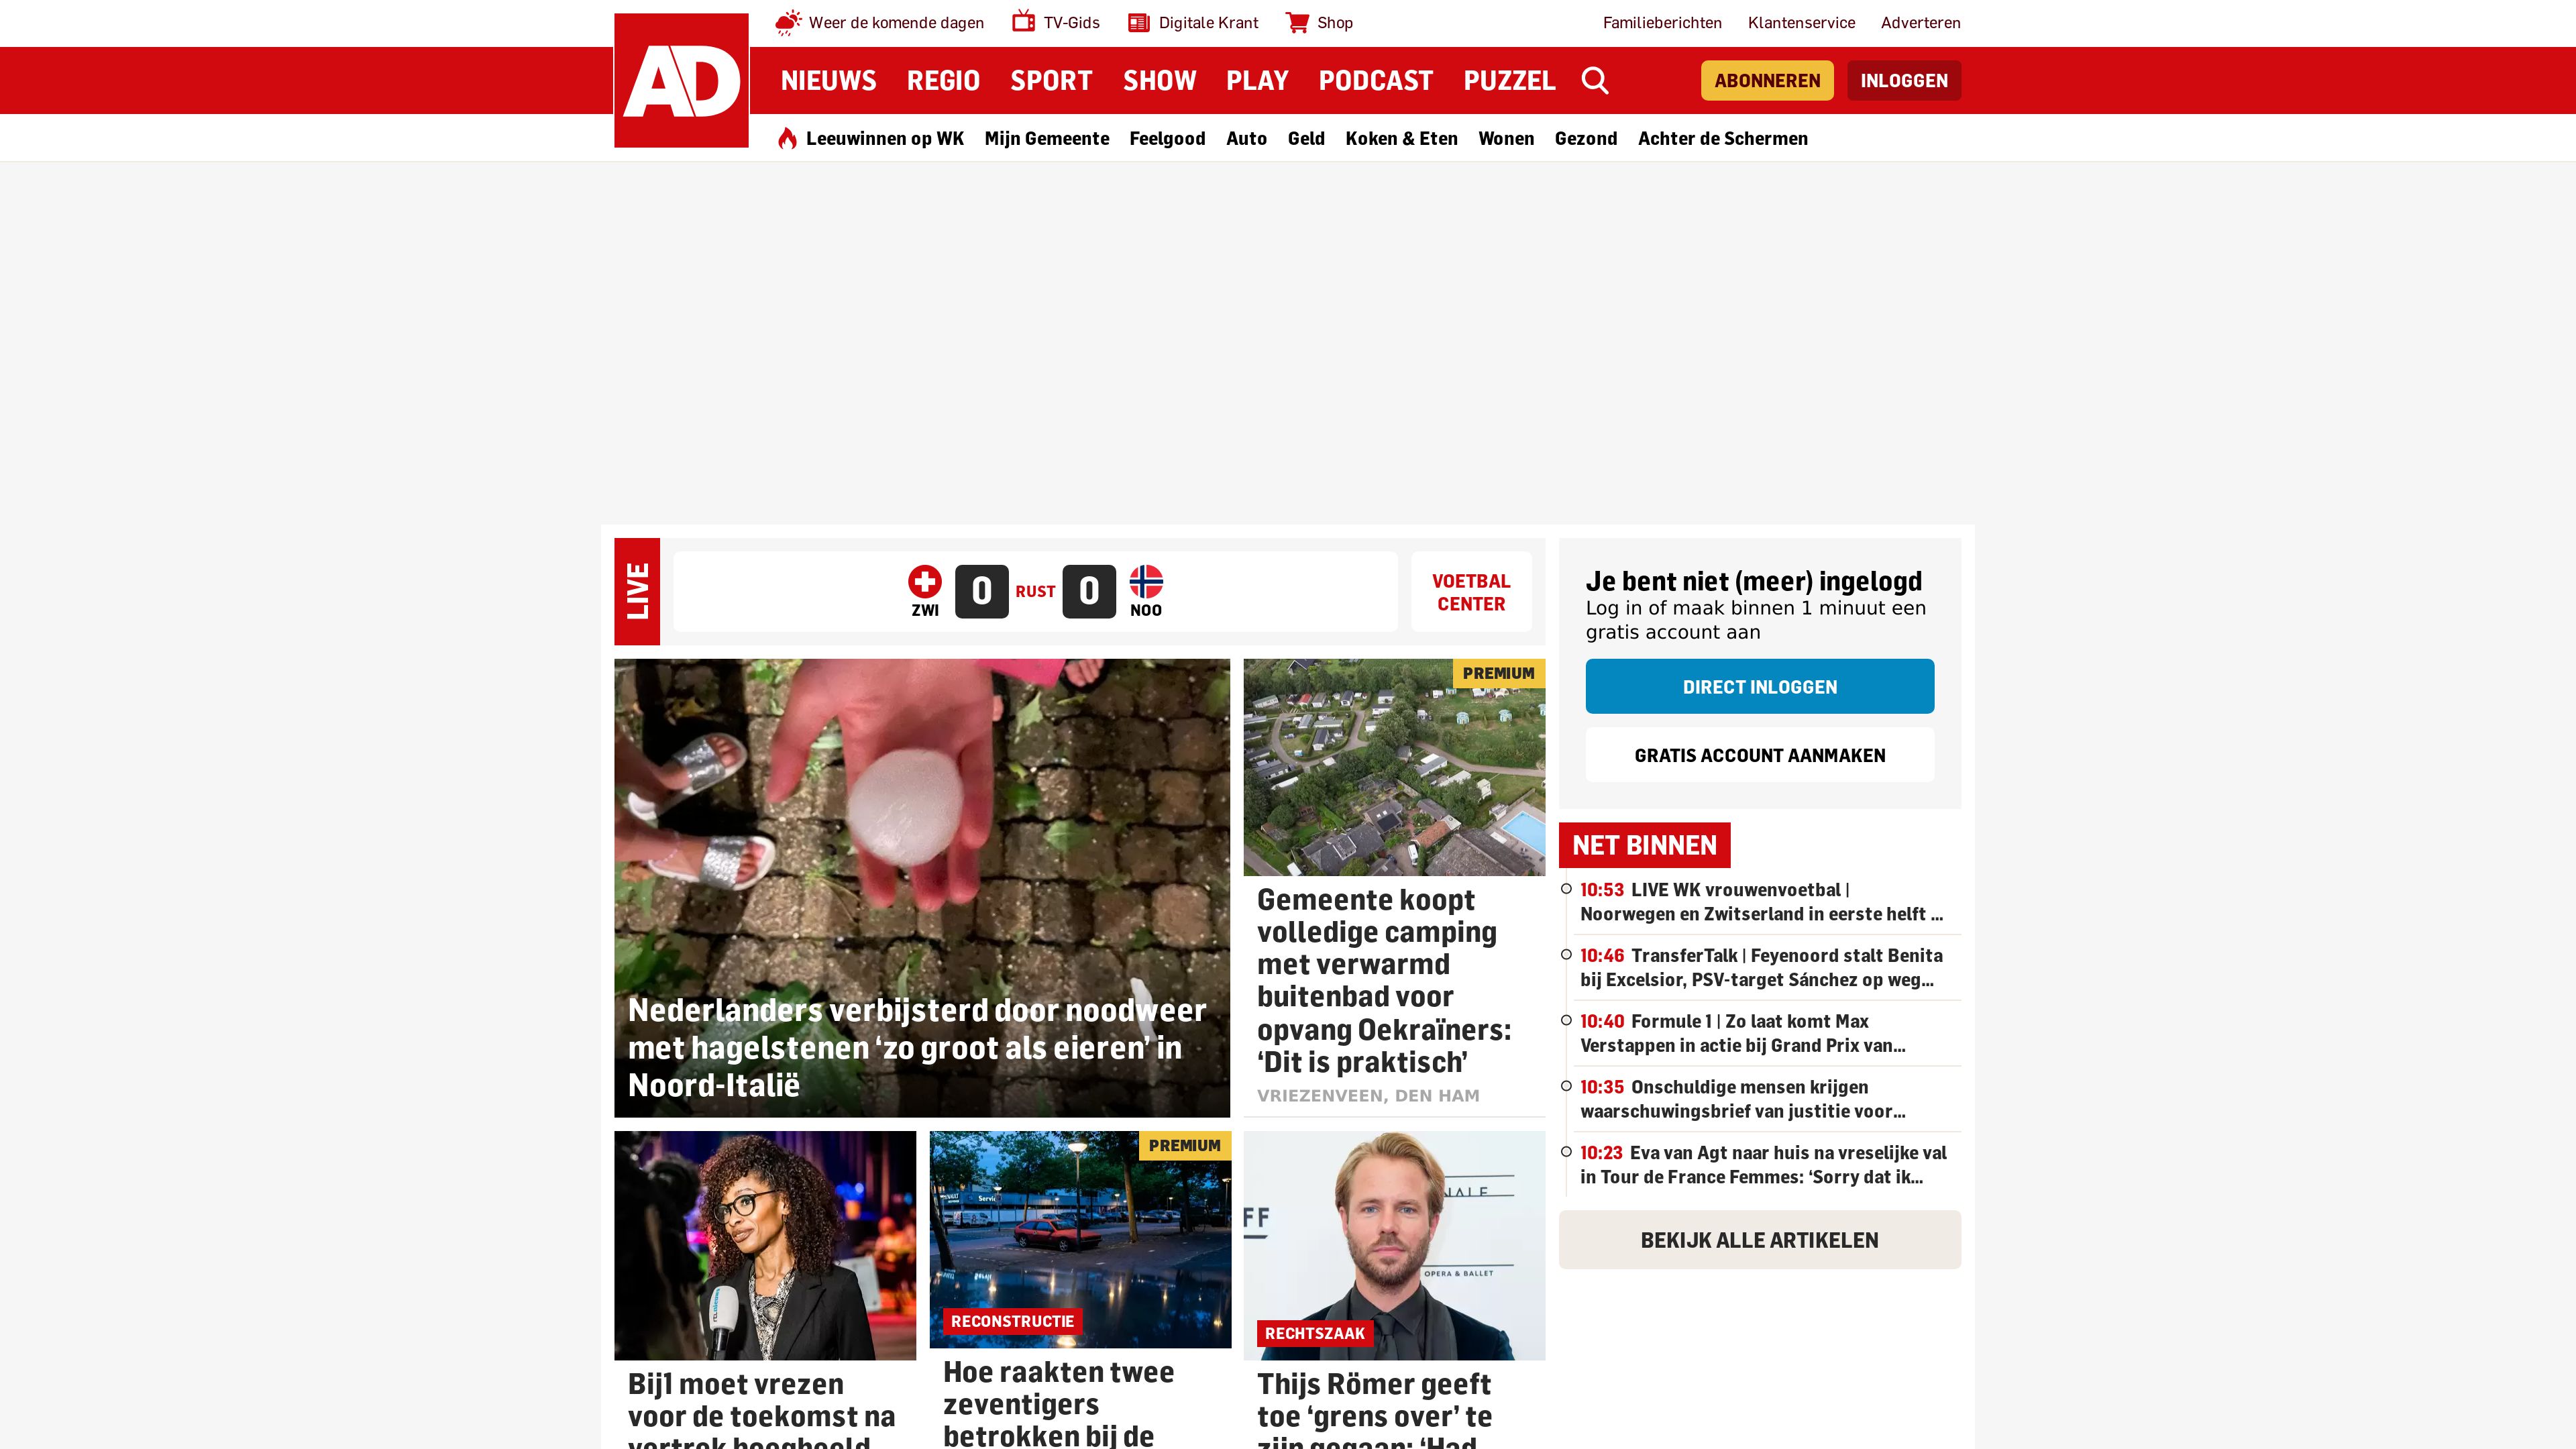 Weer de komende dagen TV-Gids Digitale Krant Shop Familieberichten Klantenservice Adverteren
AD NIEUWS REGIO SPORT SHOW PLAY PODCAST PUZZEL ABONNEREN INLOGGEN
Leeuwinnen op WK Mijn Gemeente Feelgood Auto Geld Koken & Eten Wonen Gezond Achter de Schermen
LIVE
ZWI 0 RUST 0 NOO
VOETBAL
CENTER
Nederlanders verbijsterd door noodweer
met hagelstenen ‘zo groot als eieren’ in
Noord-Italië
PREMIUM
Gemeente koopt
volledige camping
met verwarmd
buitenbad voor
opvang Oekraïners:
‘Dit is praktisch’
VRIEZENVEEN, DEN HAM
Bij1 moet vrezen
voor de toekomst na
vertrek
PREMIUM
RECONSTRUCTIE
Hoe raakten twee
zeventigers
betrokken bij de
OPERA & BALLET
RECHTSZAAK
Thijs Römer geeft
toe ‘grens over’ te
zijn gegaan: ‘Had
Je bent niet (meer) ingelogd
Log in of maak binnen 1 minuut een
gratis account aan
DIRECT INLOGGEN
GRATIS ACCOUNT AANMAKEN
NET BINNEN
10:53 LIVE WK vrouwenvoetbal |
Noorwegen en Zwitserland in eerste helft ...
10:46 TransferTalk | Feyenoord stalt Benita
bij Excelsior, PSV-target Sánchez op weg...
10:40 Formule 1 | Zo laat komt Max
Verstappen in actie bij Grand Prix van...
10:35 Onschuldige mensen krijgen
waarschuwingsbrief van justitie voor...
10:23 Eva van Agt naar huis na vreselijke val
in Tour de France Femmes: ‘Sorry dat ik...
BEKIJK ALLE ARTIKELEN